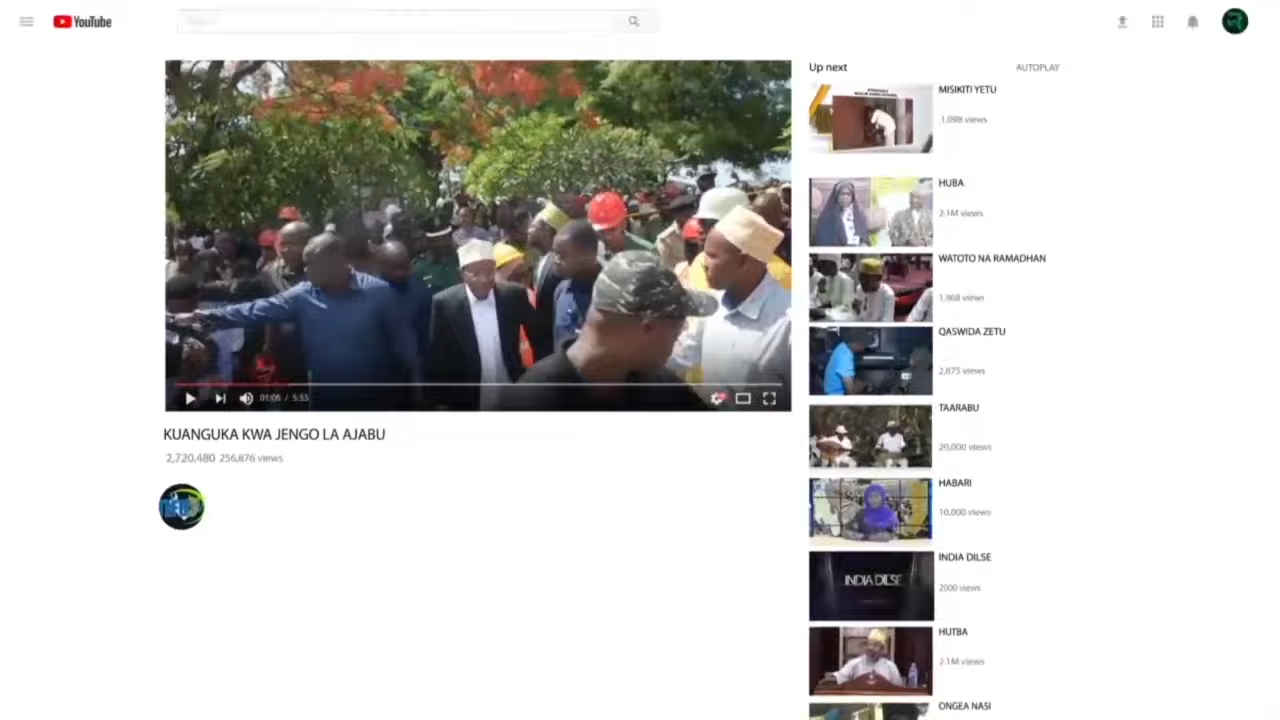 YouTube
KUANGUKA KWA JENGO LA AJABU
2,720,480 256,876 views
01:06 / 5:55
Up next
AUTOPLAY
MISIKITI YETU
1,098 views
HUBA
2.1M views
WATOTO NA RAMADHAN
1,968 views
QASWIDA ZETU
2,875 views
TAARABU
20,000 views
HABARI
10,000 views
INDIA DILSE
INDIA DILSE
2000 views
HUTBA
2.1M views
ONGEA NASI